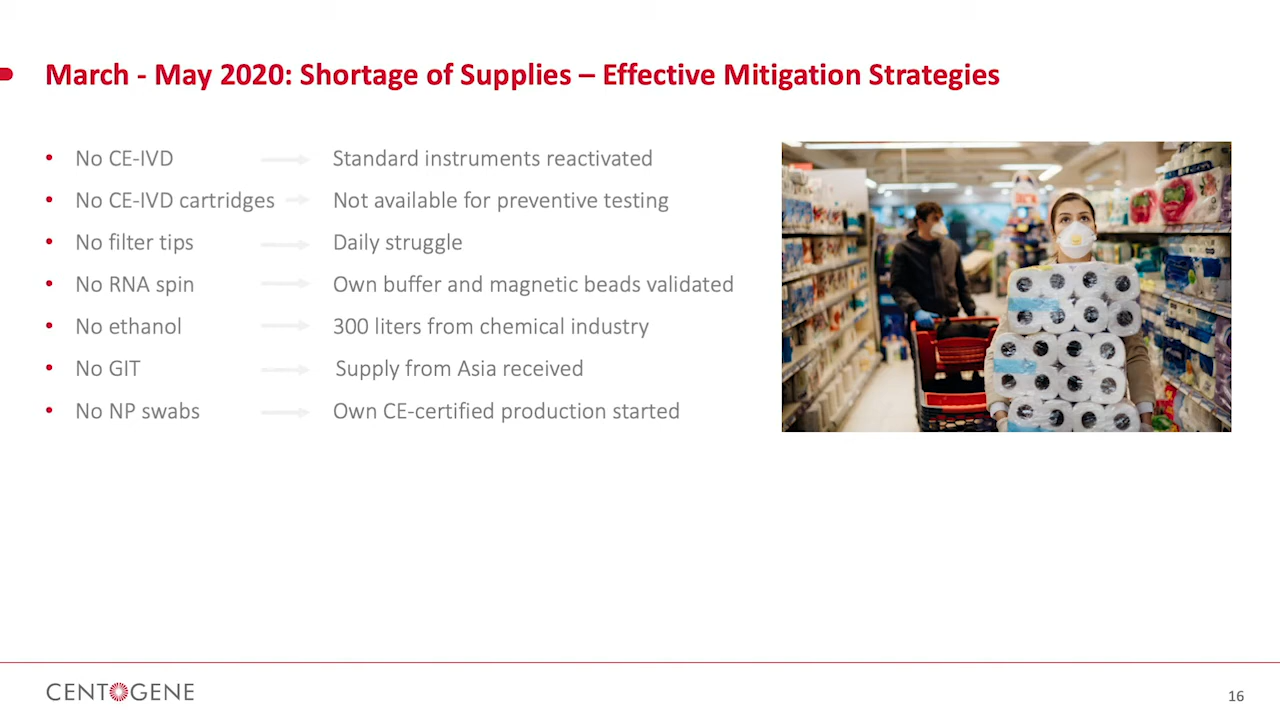 March - May 2020: Shortage of Supplies – Effective Mitigation Strategies
• No CE-IVD Standard instruments reactivated
• No CE-IVD cartridges Not available for preventive testing
• No filter tips Daily struggle
• No RNA spin Own buffer and magnetic beads validated
• No ethanol 300 liters from chemical industry
• No GIT Supply from Asia received
• No NP swabs Own CE-certified production started
CENTOGENE
16